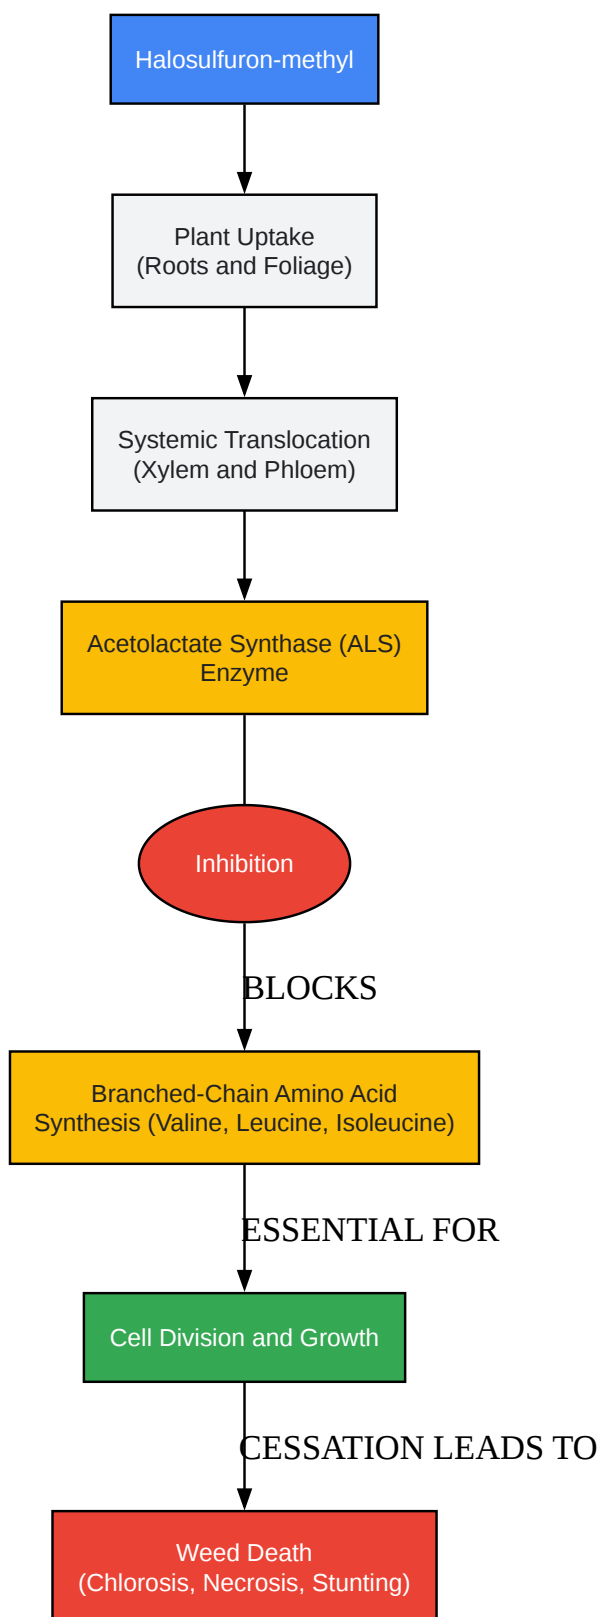 Halosulfuron-methyl
Plant Uptake
(Roots and Foliage)
Systemic Translocation
(Xylem and Phloem)
Acetolactate Synthase (ALS)
Enzyme
Inhibition
BLOCKS
Branched-Chain Amino Acid
Synthesis (Valine, Leucine, Isoleucine)
ESSENTIAL FOR
Cell Division and Growth
CESSATION LEADS TO
Weed Death
(Chlorosis, Necrosis, Stunting)